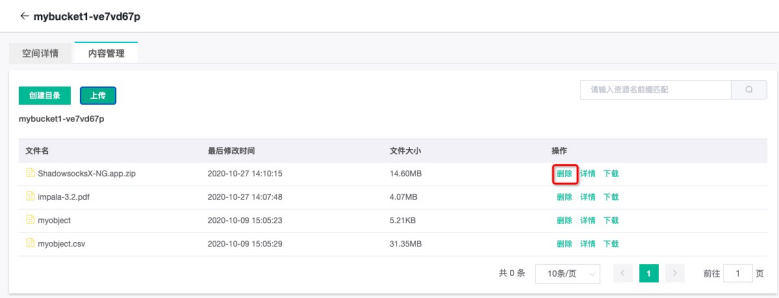 ← mybucket1-ve7vd67p
空间详情 内容管理
创建目录 上传 请输入资源名前缀匹配
mybucket1-ve7vd67p
文件名 最后修改时间 文件大小 操作
ShadowsocksX-NG.app.zip 2020-10-27 14:10:15 14.60MB 删除 详情 下载
impala-3.2.pdf 2020-10-27 14:07:48 4.07MB 删除 详情 下载
myobject 2020-10-09 15:05:23 5.21KB 删除 详情 下载
myobject.csv 2020-10-09 15:05:29 31.35MB 删除 详情 下载
共 0 条 10条/页 1 前往 1 页